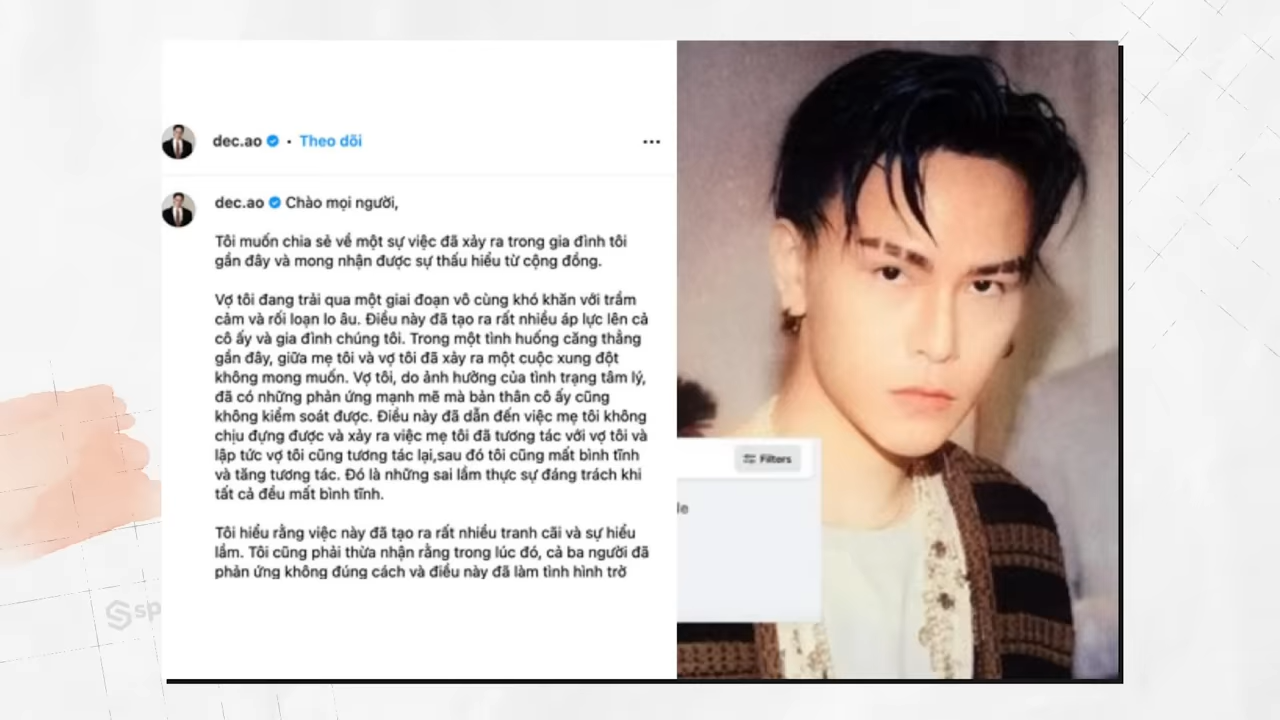 dec.ao • Theo dõi
dec.ao Chào mọi người,
Tôi muốn chia sẻ về một sự việc đã xảy ra trong gia đình tôi
gần đây và mong nhận được sự thấu hiểu từ cộng đồng.
Vợ tôi đang trải qua một giai đoạn vô cùng khó khăn với trầm
cảm và rối loạn lo âu. Điều này đã tạo ra rất nhiều áp lực lên cả
cô ấy và gia đình chúng tôi. Trong một tình huống căng thẳng
gần đây, giữa mẹ tôi và vợ tôi đã xảy ra một cuộc xung đột
không mong muốn. Vợ tôi, do ảnh hưởng của tình trạng tâm lý,
đã có những phản ứng mạnh mẽ mà bản thân cô ấy cũng
không kiểm soát được. Điều này đã dẫn đến việc mẹ tôi không
chịu đựng được và xảy ra việc mẹ tôi đã tương tác với vợ tôi và
lập tức vợ tôi cũng tương tác lại,sau đó tôi cũng mất bình tĩnh
và tăng tương tác. Đó là những sai lầm thực sự đáng trách khi
tất cả đều mất bình tĩnh.
Tôi hiểu rằng việc này đã tạo ra rất nhiều tranh cãi và sự hiểu
lầm. Tôi cũng phải thừa nhận rằng trong lúc đó, cả ba người đã
phản ứng không đúng cách và điều này đã làm tình hình trở
Filters
le
sp